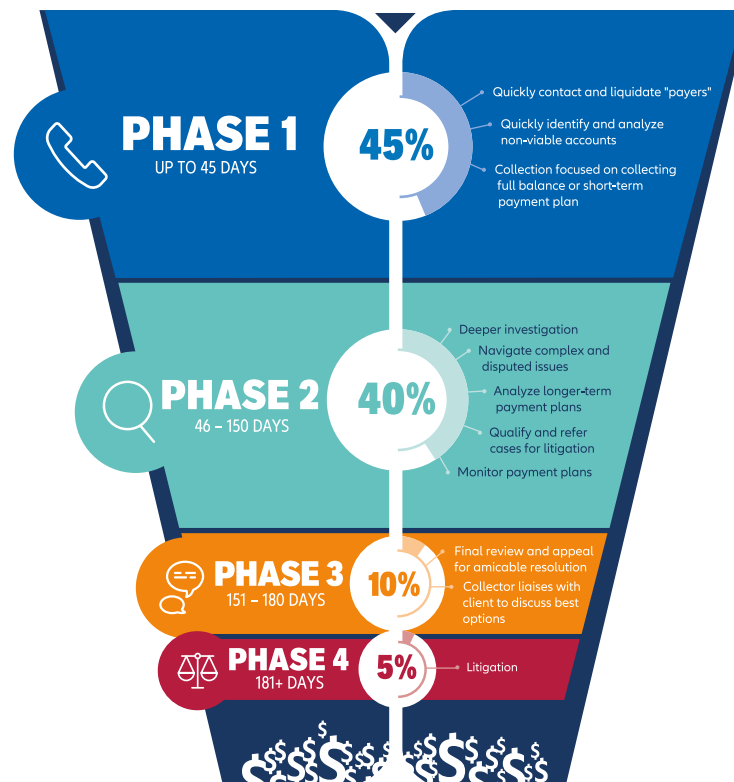 PHASE 1
UP TO 45 DAYS
45%
Quickly contact and liquidate "payers"
Quickly identify and analyze
non-viable accounts
Collection focused on collecting
full balance or short-term
payment plan
PHASE 2
46 – 150 DAYS
40%
Deeper investigation
Navigate complex and
disputed issues
Analyze longer-term
payment plans
Qualify and refer
cases for litigation
Monitor payment plans
PHASE 3
151 – 180 DAYS
10%
Final review and appeal
for amicable resolution
Collector liaises with
client to discuss best
options
PHASE 4
181+ DAYS
5%
Litigation